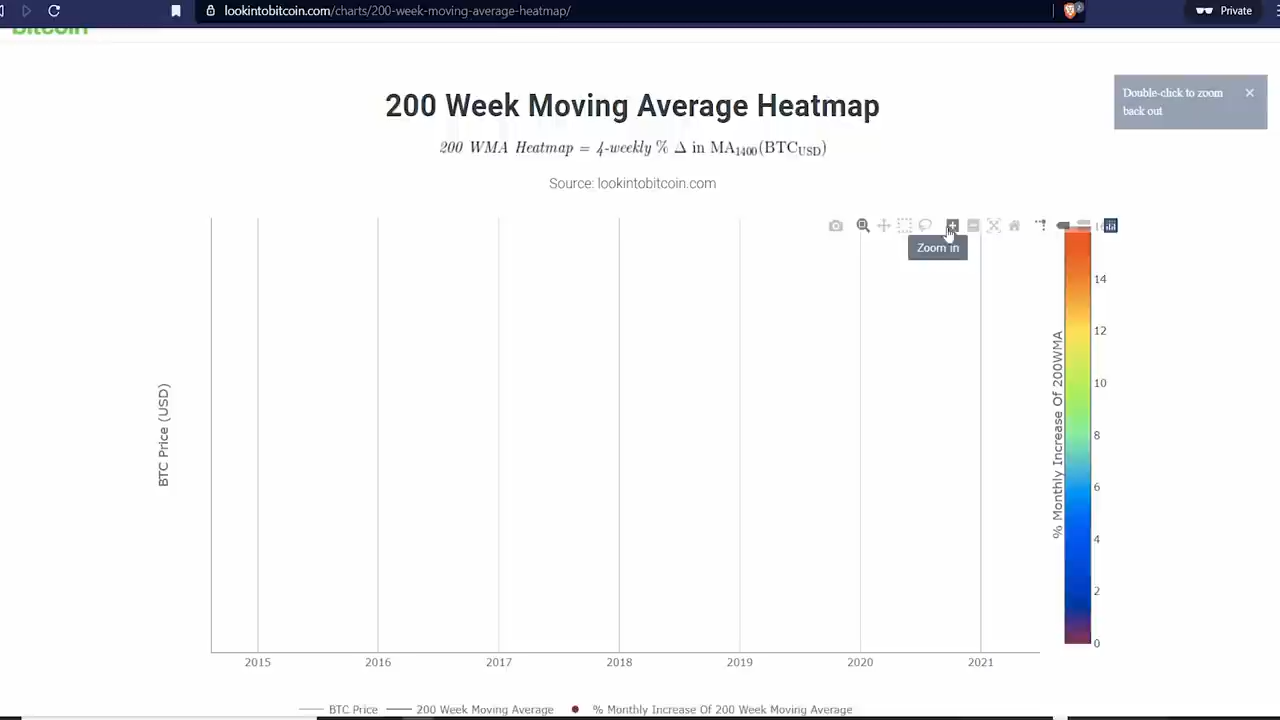 lookintobitcoin.com/charts/200-week-moving-average-heatmap/
2
Private
bitcoin
Double-click to zoom
back out
200 Week Moving Average Heatmap
200 WMA Heatmap = 4-weekly % Δ in MA1400(BTCUSD)
Source: lookintobitcoin.com
Zoom in
BTC Price (USD)
% Monthly Increase Of 200WMA
14
12
10
8
6
4
2
0
2015 2016 2017 2018 2019 2020 2021
BTC Price 200 Week Moving Average % Monthly Increase Of 200 Week Moving Average